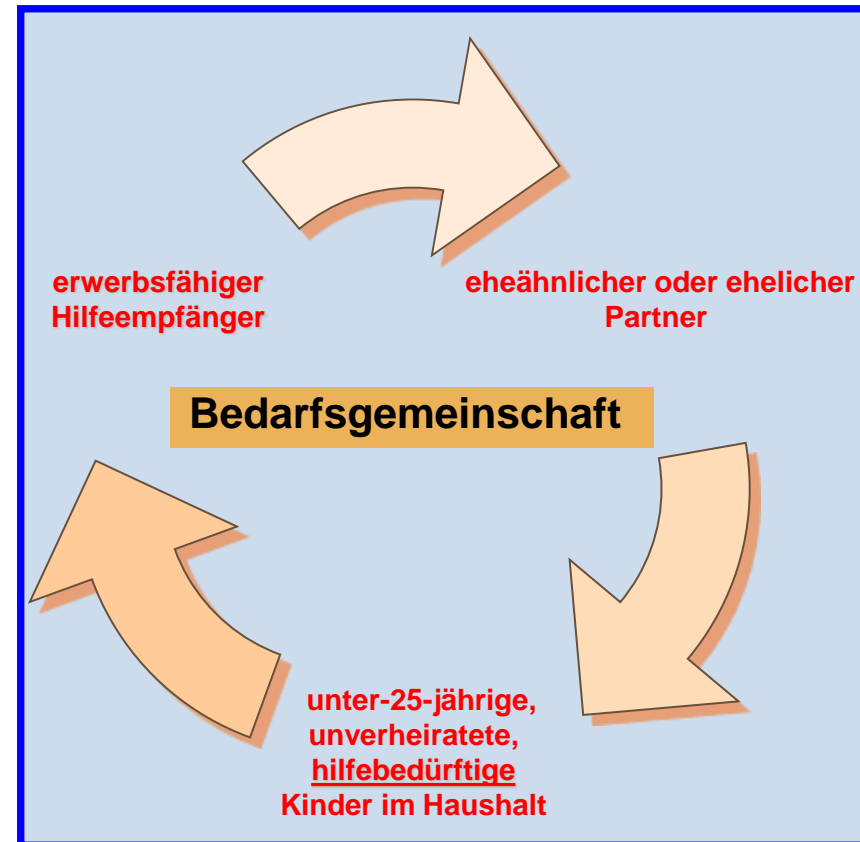 erwerbsfähiger
Hilfeempfänger
eheähnlicher oder ehelicher
Partner
Bedarfsgemeinschaft
unter-25-jährige,
unverheiratete,
hilfebedürftige
Kinder im Haushalt